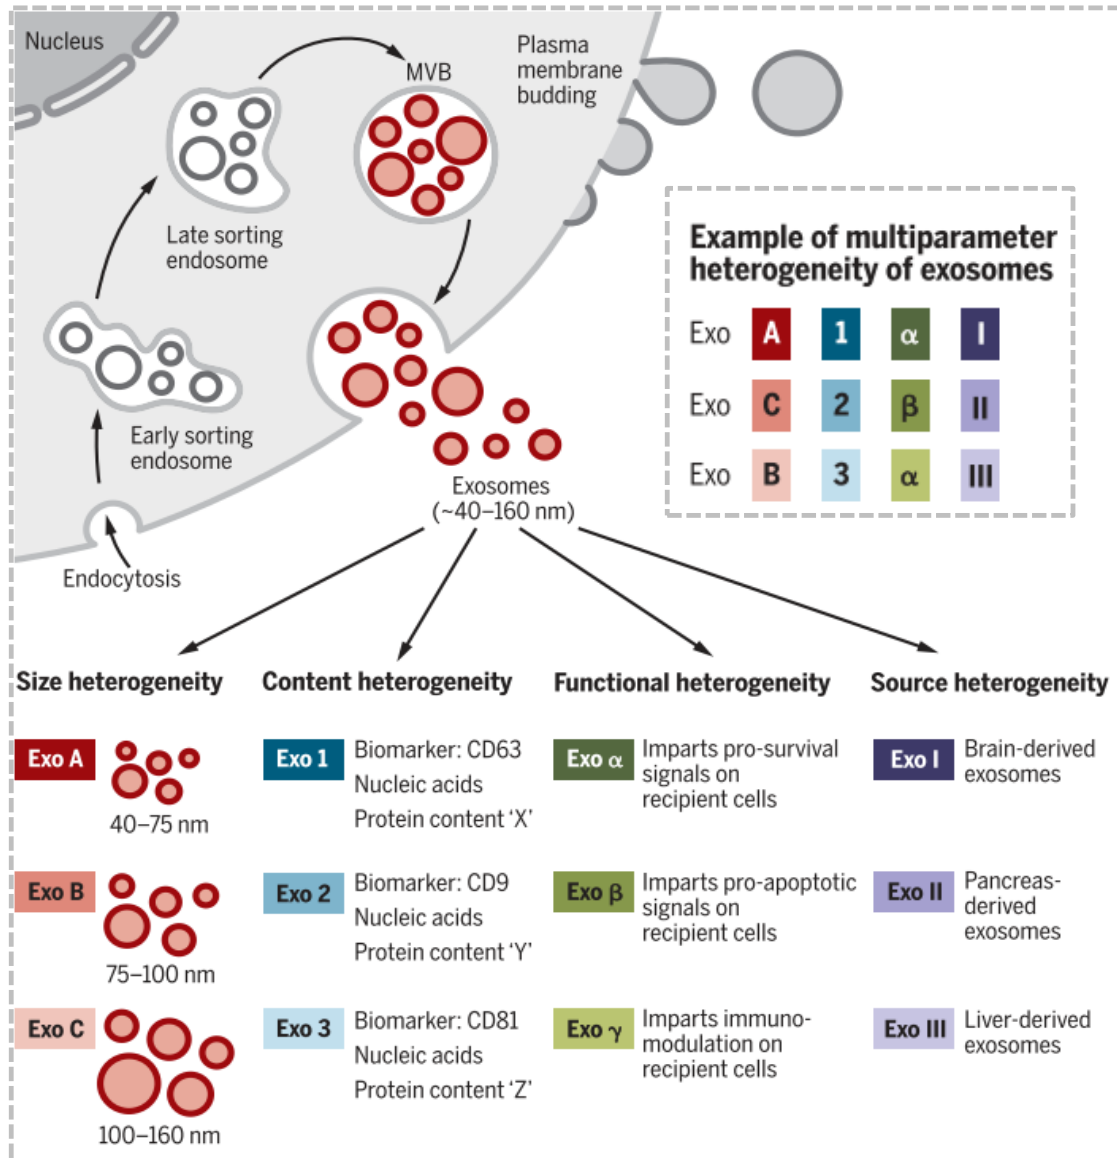 Nucleus
MVB
Plasma
membrane
budding
Late sorting
endosome
Early sorting
endosome
Endocytosis
Exosomes
(~40–160 nm)
Example of multiparameter
heterogeneity of exosomes
Exo A 1 α I
Exo C 2 β II
Exo B 3 α III
Size heterogeneity
Exo A
40–75 nm
Exo B
75–100 nm
Exo C
100–160 nm
Content heterogeneity
Exo 1
Biomarker: CD63
Nucleic acids
Protein content ‘X’
Exo 2
Biomarker: CD9
Nucleic acids
Protein content ‘Y’
Exo 3
Biomarker: CD81
Nucleic acids
Protein content ‘Z’
Functional heterogeneity
Exo α
Imparts pro-survival
signals on
recipient cells
Exo β
Imparts pro-apoptotic
signals on
recipient cells
Exo γ
Imparts immuno-
modulation on
recipient cells
Source heterogeneity
Exo I
Brain-derived
exosomes
Exo II
Pancreas-
derived
exosomes
Exo III
Liver-derived
exosomes